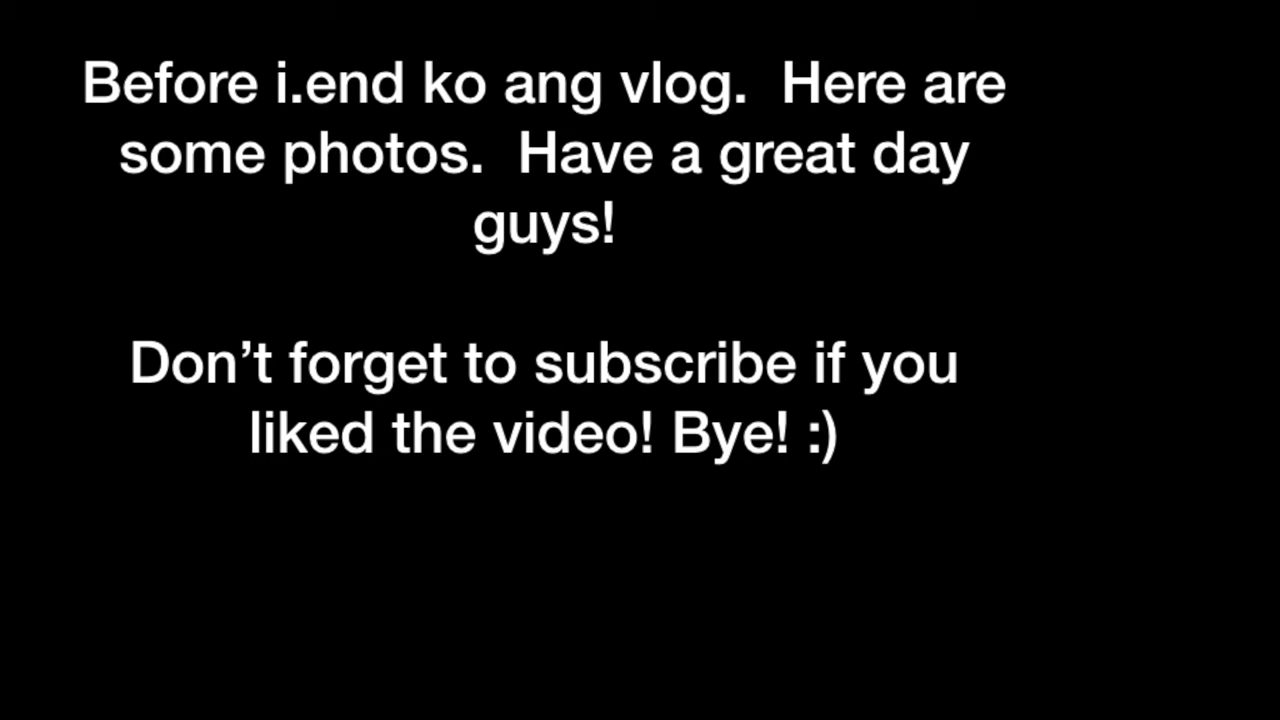 Before i.end ko ang vlog.  Here are
some photos.  Have a great day
guys!
Don’t forget to subscribe if you
liked the video! Bye! :)